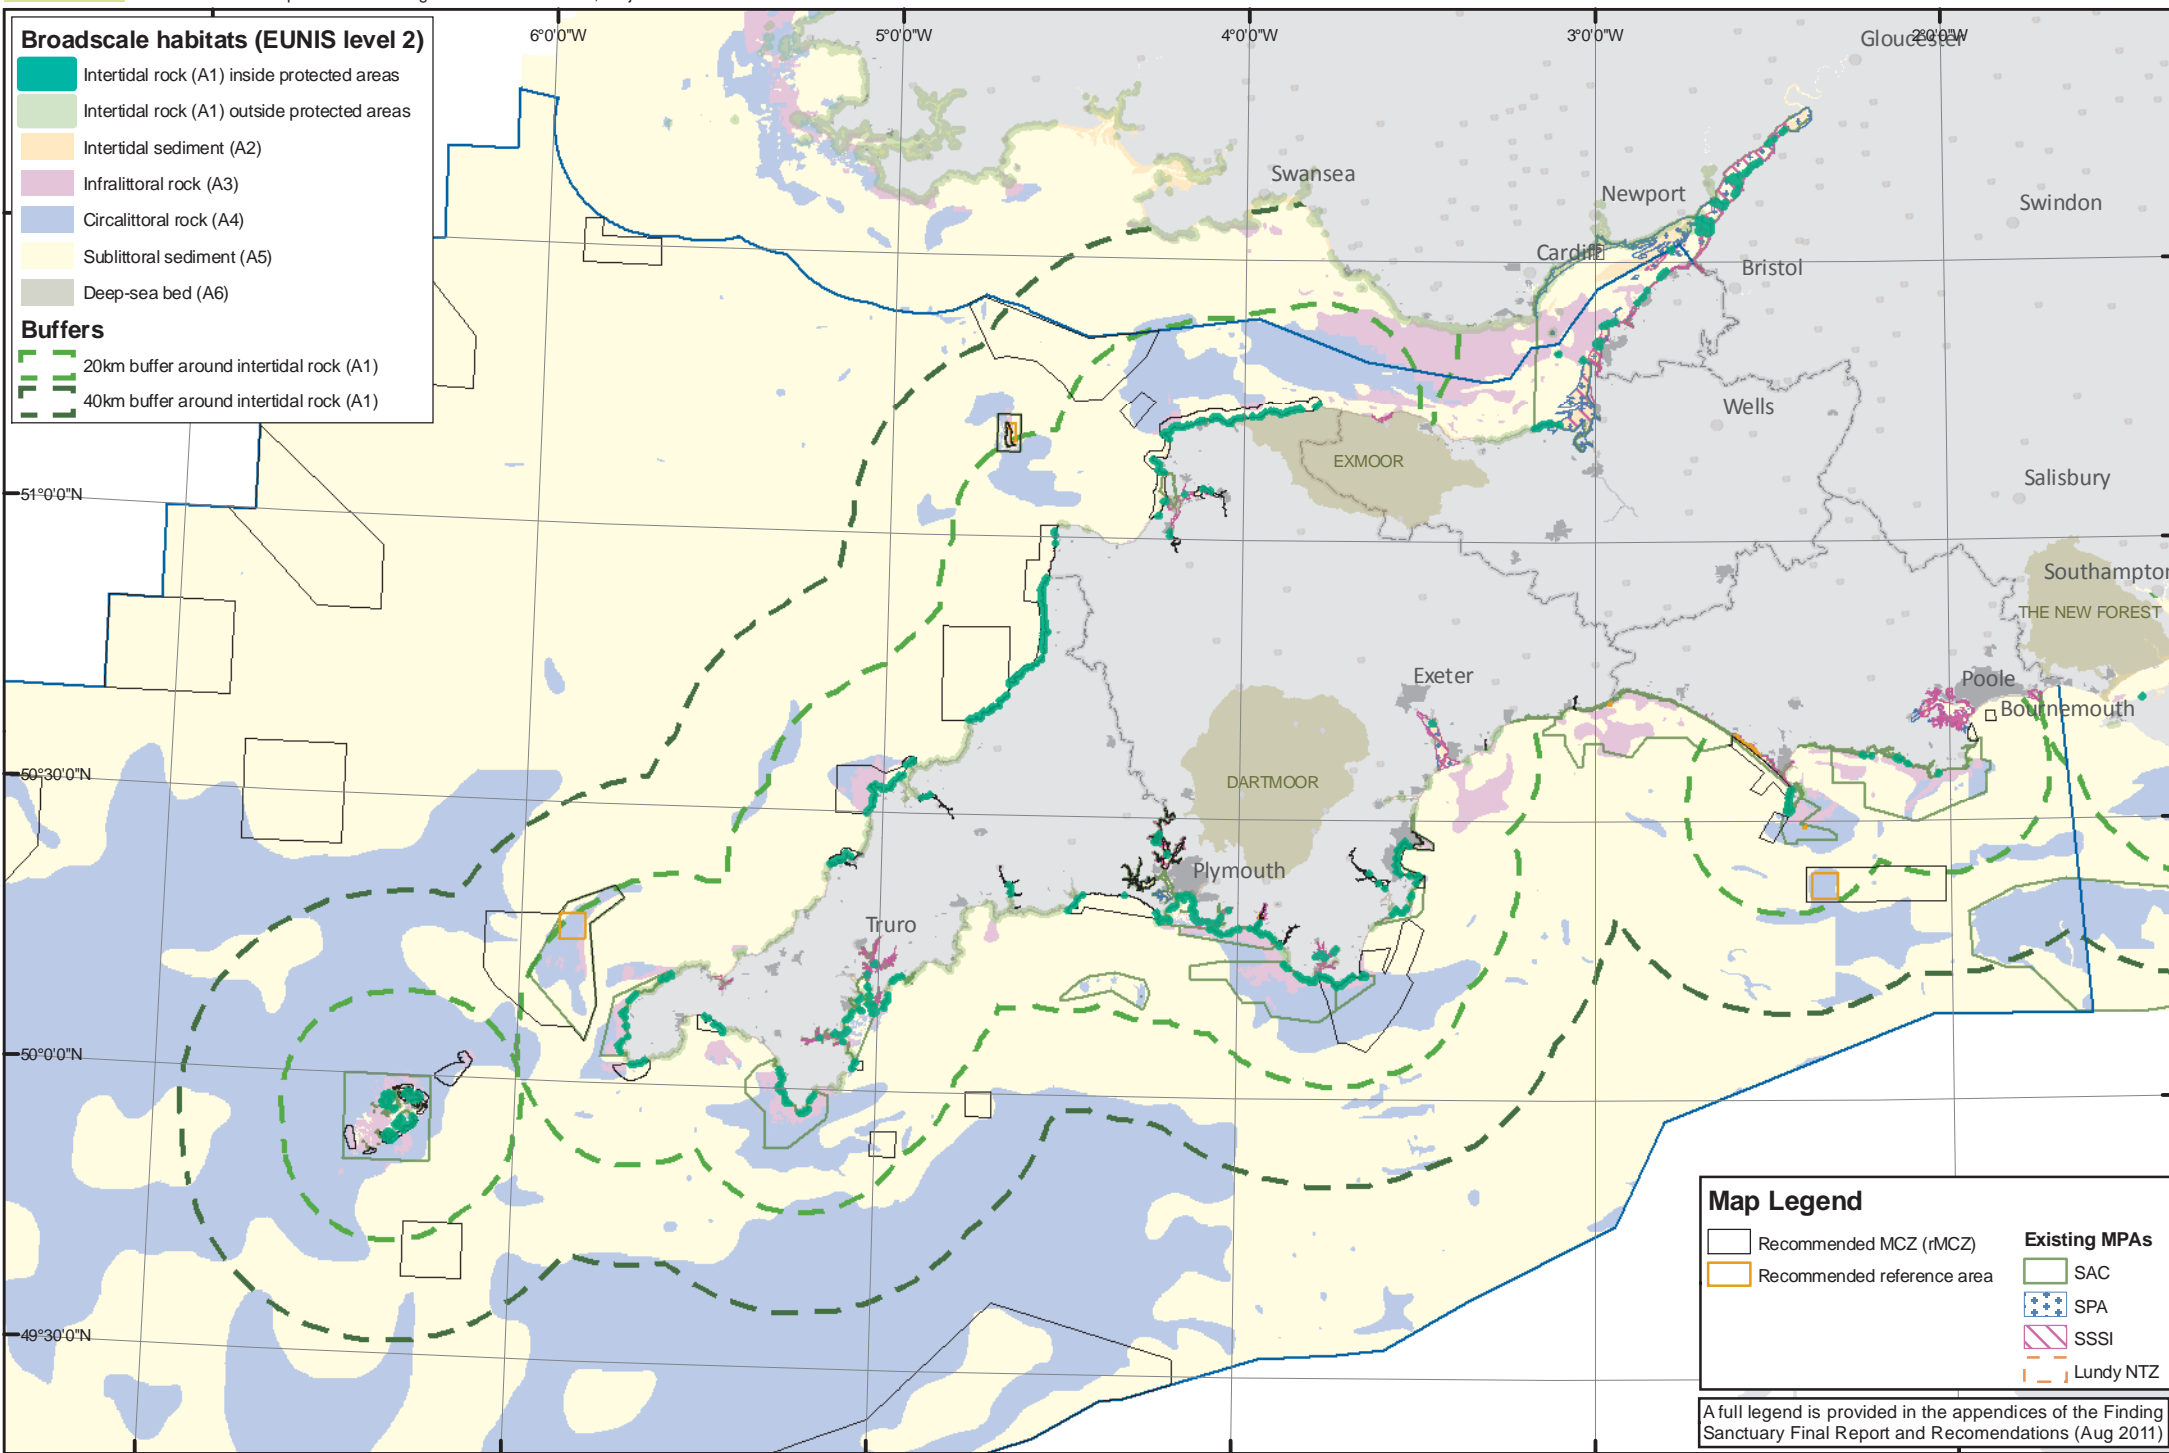 Broadscale habitats (EUNIS level 2)
Intertidal rock (A1) inside protected areas
Intertidal rock (A1) outside protected areas
Intertidal sediment (A2)
Infralittoral rock (A3)
Circalittoral rock (A4)
Sublittoral sediment (A5)
Deep-sea bed (A6)
Buffers
20km buffer around intertidal rock (A1)
40km buffer around intertidal rock (A1)
6°0'0"W
5°0'0"W
4°0'0"W
3°0'0"W
2°0'0"W
Gloucester
Swansea
Newport
Swindon
Cardiff
Bristol
Wells
EXMOOR
Salisbury
51°0'0"N
Southampton
THE NEW FOREST
Exeter
Poole
Bournemouth
50°30'0"N
DARTMOOR
Plymouth
Truro
50°0'0"N
49°30'0"N
Map Legend
Recommended MCZ (rMCZ)
Recommended reference area
Existing MPAs
SAC
SPA
SSSI
Lundy NTZ
A full legend is provided in the appendices of the Finding
Sanctuary Final Report and Recomendations (Aug 2011)